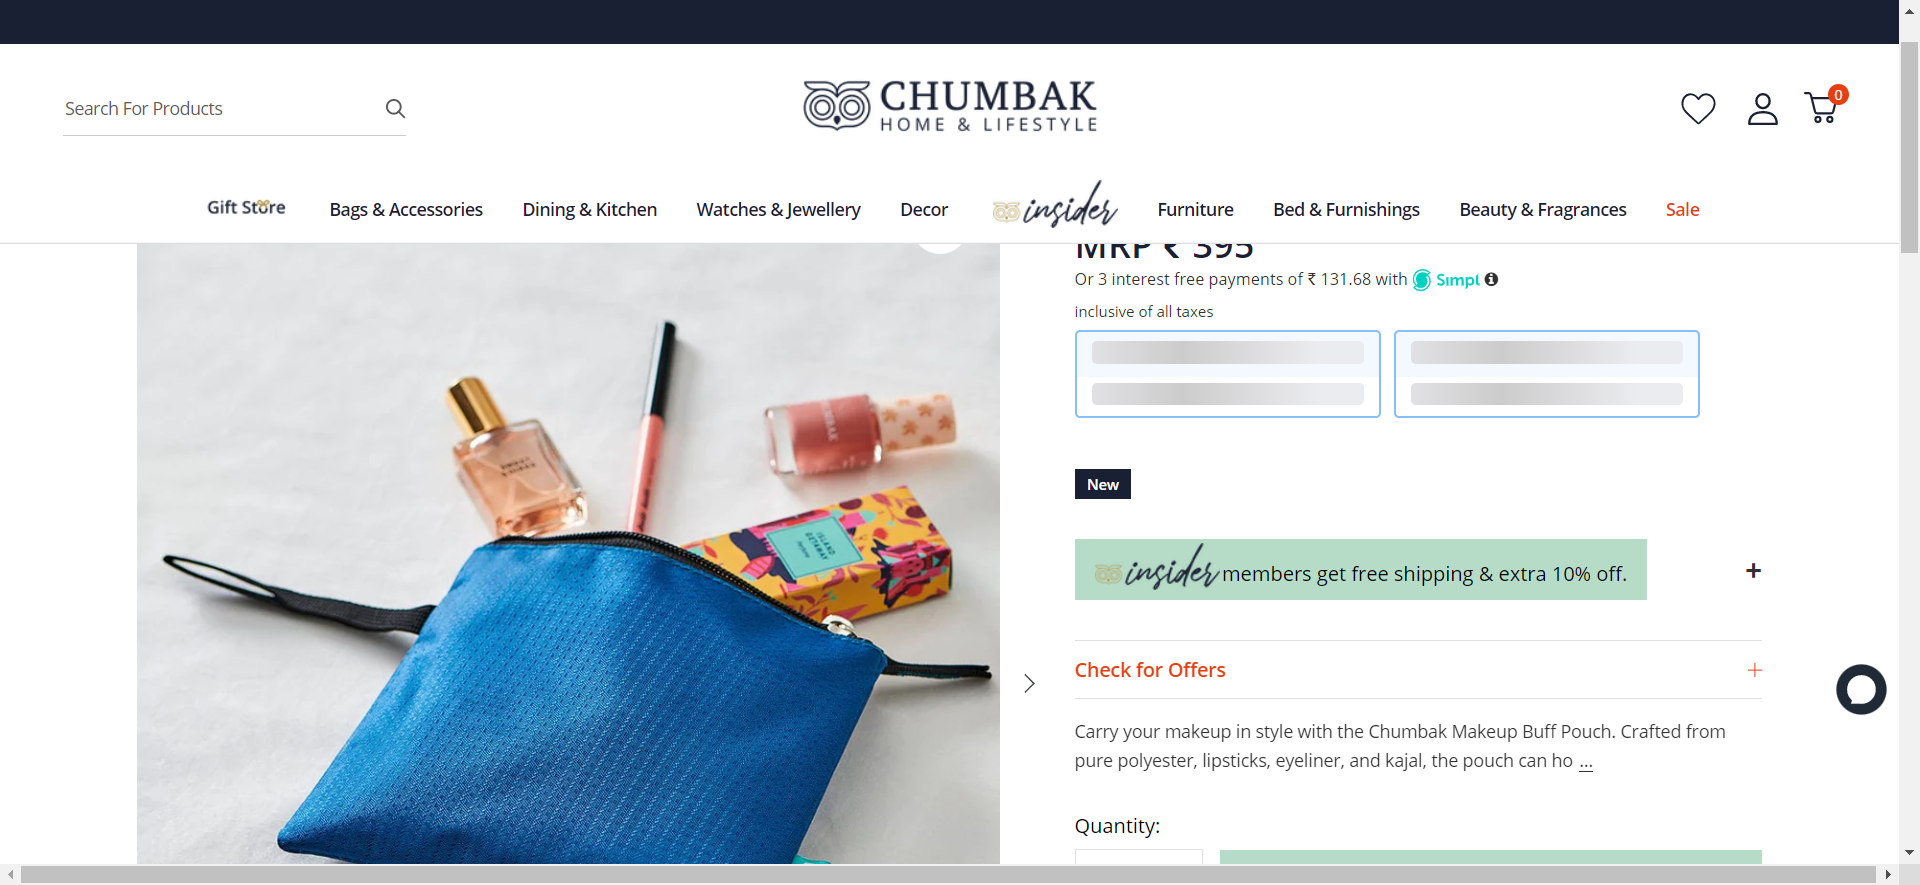 Search For Products
CHUMBAK
HOME & LIFESTYLE
0
Gift Store
Bags & Accessories
Dining & Kitchen
Watches & Jewellery
Decor
insider
Furniture
Bed & Furnishings
Beauty & Fragrances
Sale
MRP ₹ 395
Or 3 interest free payments of ₹ 131.68 with Simpl
inclusive of all taxes
New
insider members get free shipping & extra 10% off.
+
Check for Offers
+
Carry your makeup in style with the Chumbak Makeup Buff Pouch. Crafted from
pure polyester, lipsticks, eyeliner, and kajal, the pouch can ho ...
Quantity:
ISLAND
GETAWAY